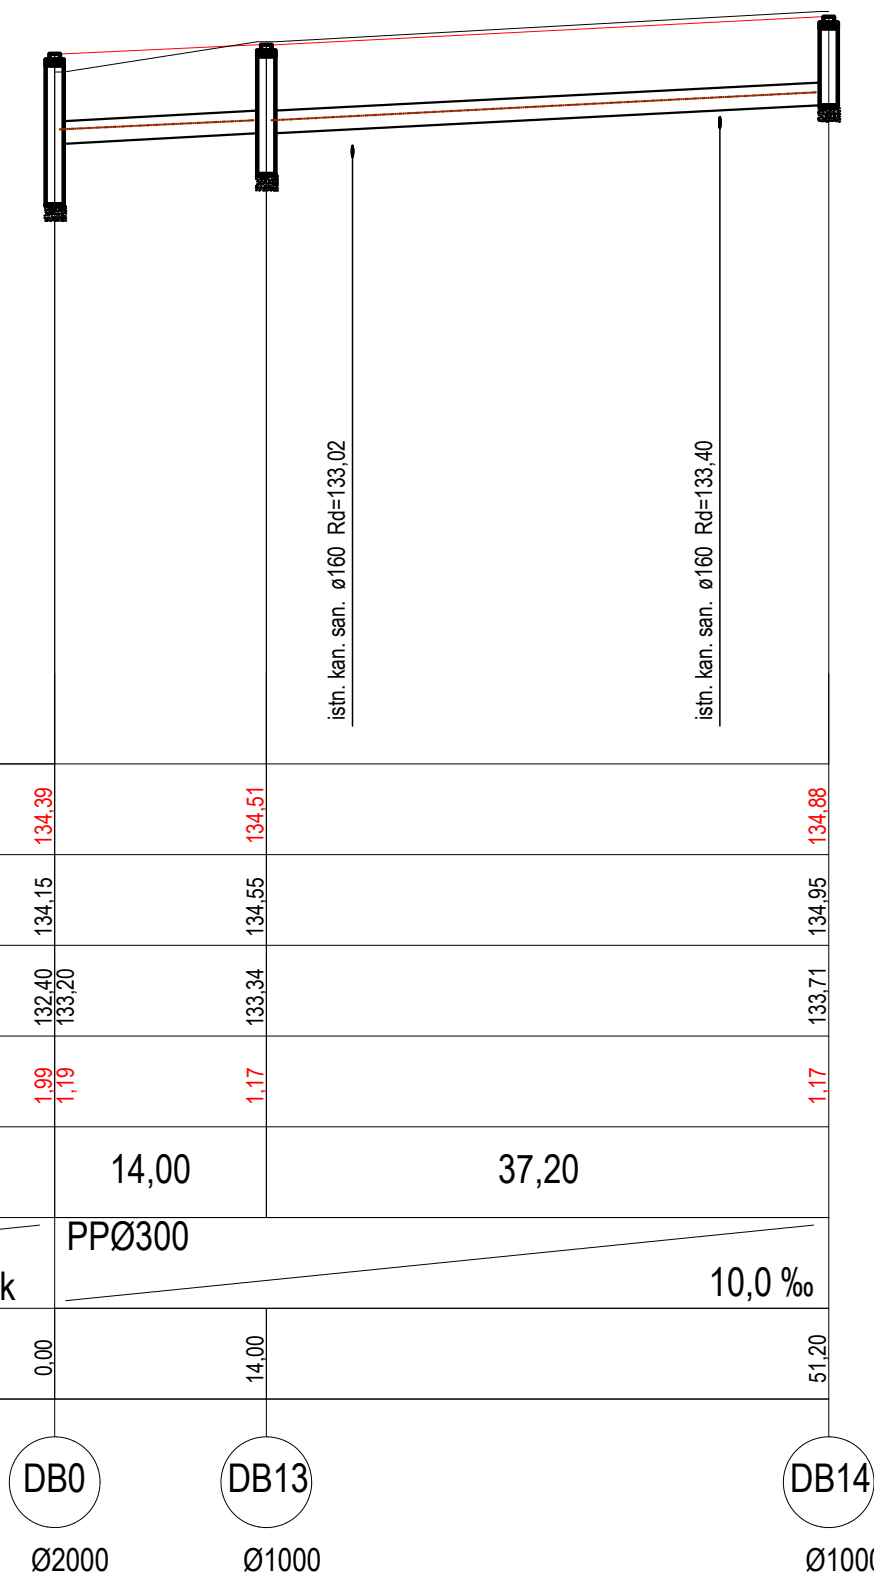 istn. kan. san. ø160 Rd=133,02
istn. kan. san. ø160 Rd=133,40
134,39
134,51
134,88
134,15
134,55
134,95
132,40
133,20
133,34
133,71
1,99
1,19
1,17
1,17
14,00
37,20
PPØ300
k
10,0 ‰
0,00
14,00
51,20
DB0
DB13
DB14
Ø2000
Ø1000
Ø1000